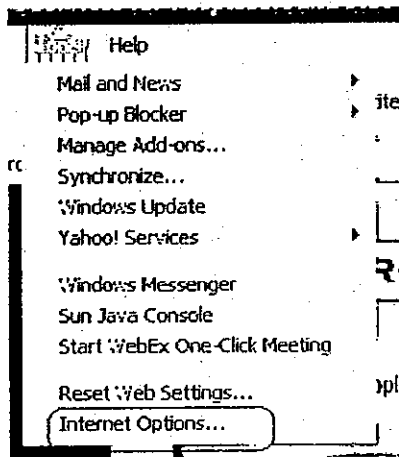 Help
Mail and News
Pop-up Blocker
Manage Add-ons...
Synchronize...
Windows Update
Yahoo! Services
Windows Messenger
Sun Java Console
Start WebEx One-Click Meeting
Reset Web Settings...
Internet Options...